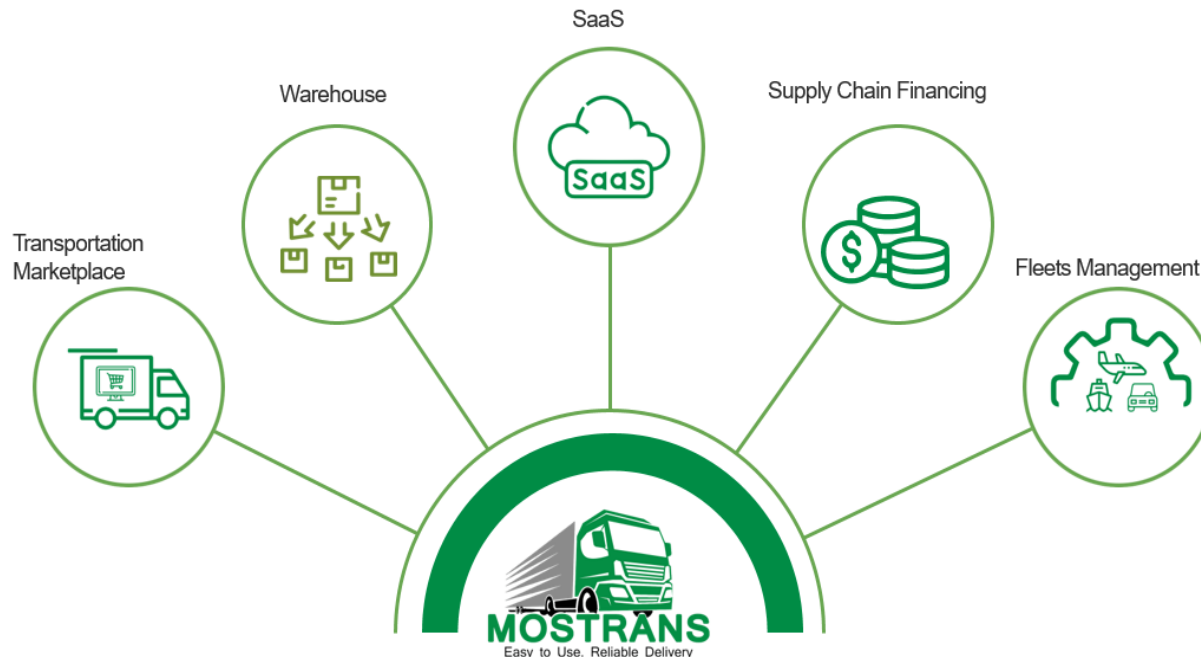 SaaS
Warehouse
Supply Chain Financing
SaaS
Transportation
Marketplace
Fleets Management
$
MOSTRANS
Easy to Use, Reliable Delivery